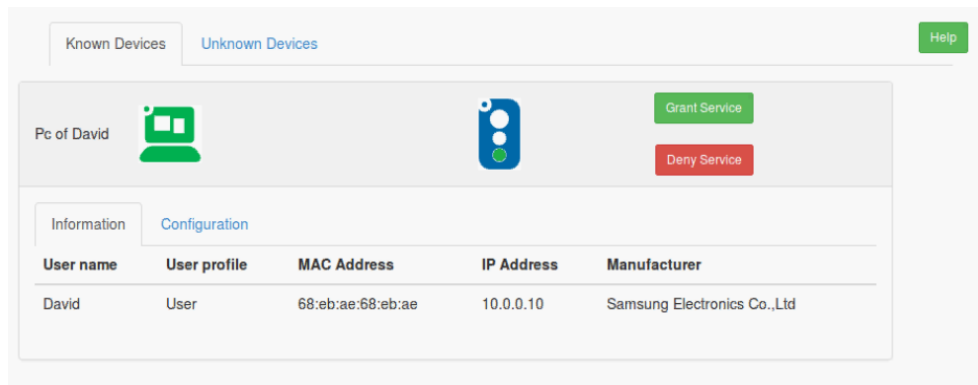 Known Devices Unknown Devices Help
Grant Service
Pc of David
Deny Service
Information Configuration
User name User profile MAC Address IP Address Manufacturer
David User 68:eb:ae:68:eb:ae 10.0.0.10 Samsung Electronics Co.,Ltd